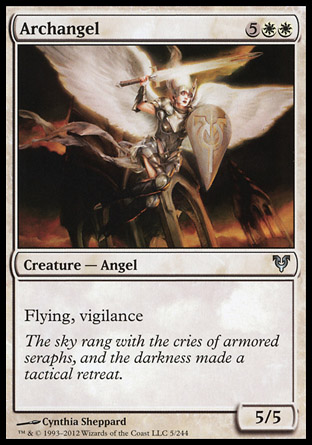 Archangel 5
Creature — Angel
Flying, vigilance
The sky rang with the cries of armored
seraphs, and the darkness made a
tactical retreat.
Cynthia Sheppard
™ & © 1993–2012 Wizards of the Coast LLC 5/244
5/5